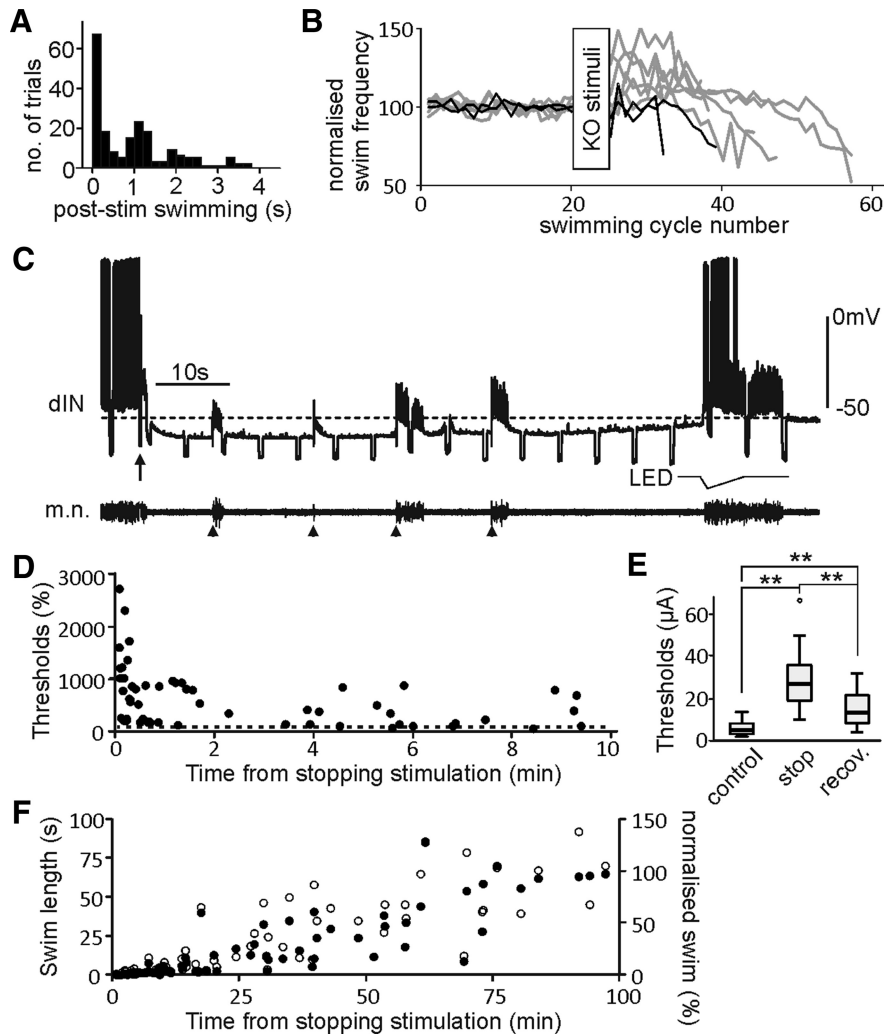 A
no. of trials
60
40
20
0
0 1 2 3 4
post-stim swimming (s)
B
normalised
swim frequency
150
100
50
KO stimuli
0 20 40 60
swimming cycle number
C
10s
dIN
0mV
-50
LED
m.n.
D
Thresholds (%)
3000
2000
1000
0
0 2 4 6 8 10
Time from stopping stimulation (min)
E
Thresholds (µA)
60
40
20
0
**
** **
control stop recov.
F
Swim length (s)
100
75
50
25
0
150
100
50
0
normalised swim (%)
0 25 50 75 100
Time from stopping stimulation (min)